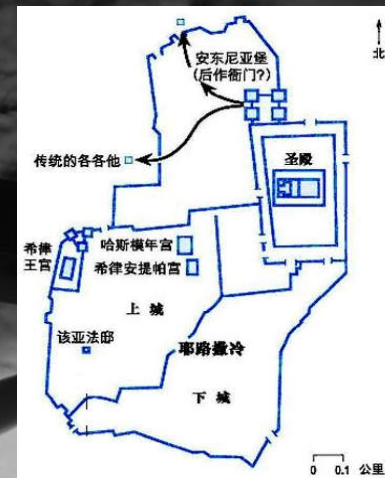 安东尼亚堡
(后作衙门?)
北
传统的各各他
圣殿
希律
王宫
哈斯模年宫
希律安提帕宫
上城
该亚法邸
耶路撒冷
下城
0 0.1 公里